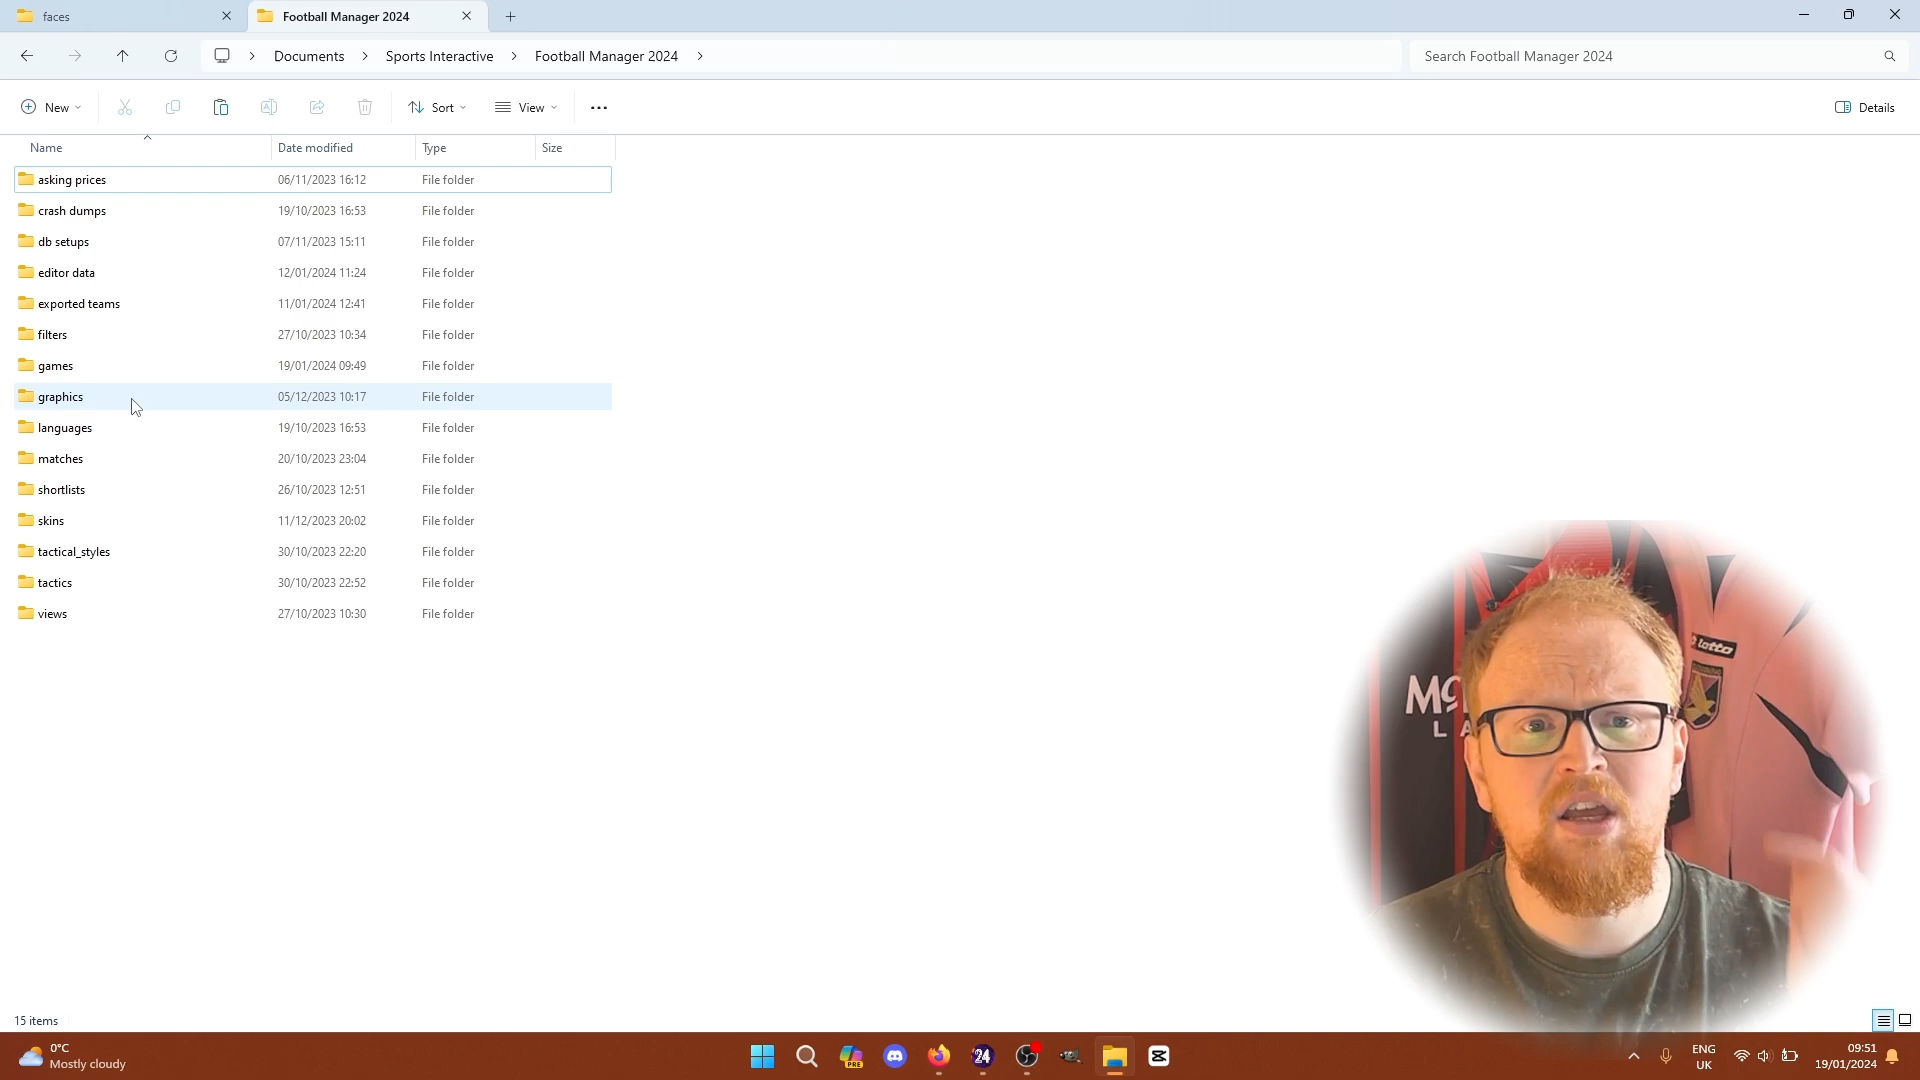 faces
Football Manager 2024
Documents
Sports Interactive
Football Manager 2024
Search Football Manager 2024
New
Sort
View
Details
Name
Date modified
Type
Size
asking prices 06/11/2023 16:12 File folder
crash dumps 19/10/2023 16:53 File folder
db setups 07/11/2023 15:11 File folder
editor data 12/01/2024 11:24 File folder
exported teams 11/01/2024 12:41 File folder
filters 27/10/2023 10:34 File folder
games 19/01/2024 09:49 File folder
graphics 05/12/2023 10:17 File folder
languages 19/10/2023 16:53 File folder
matches 20/10/2023 23:04 File folder
shortlists 26/10/2023 12:51 File folder
skins 11/12/2023 20:02 File folder
tactical_styles 30/10/2023 22:20 File folder
tactics 30/10/2023 22:52 File folder
views 27/10/2023 10:30 File folder
lotto
15 items
0°C
Mostly cloudy
PRE
24
ENG
UK
09:51
19/01/2024